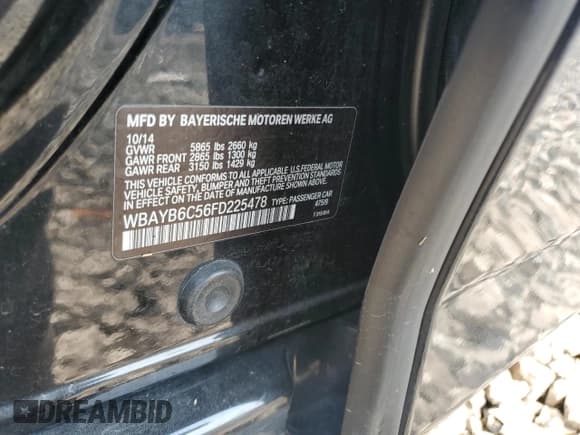 MFD BY BAYERISCHE MOTOREN WERKE AG
10/14
GVWR 5865 lbs 2660 kg
GAWR FRONT 2865 lbs 1300 kg
GAWR REAR 3150 lbs 1429 kg
THIS VEHICLE CONFORMS TO ALL APPLICABLE U.S.FEDERAL MOTOR
VEHICLE SAFETY, BUMPER AND THEFT PREVENTION STANDARDS
IN EFFECT ON THE DATE OF MANUFACTURE SHOWN ABOVE.
WBAYB6C56FD225478 TYPE: PASSENGER CAR
475/9
DREAMBID